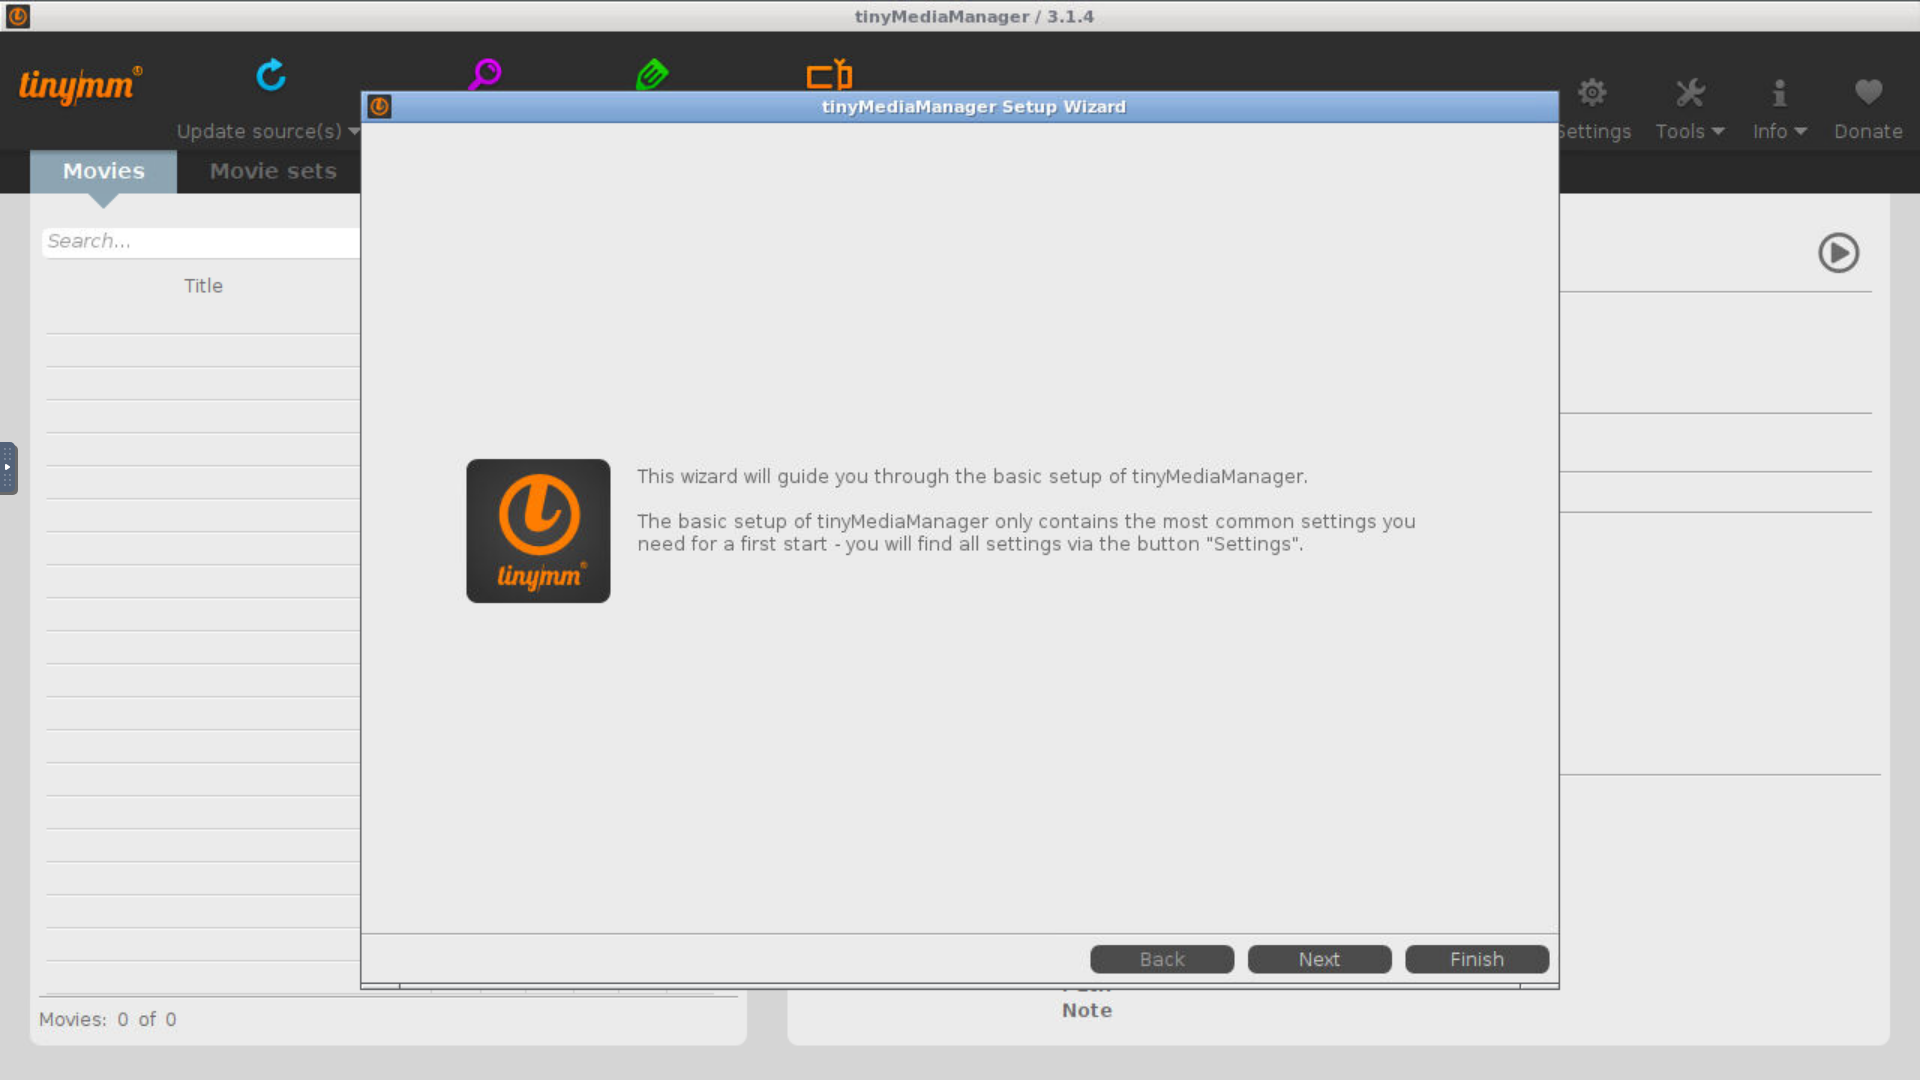 tinyMediaManager / 3.1.4
tinymm
Update source(s)
Settings
Tools
Info
Donate
tinyMediaManager Setup Wizard
Movies
Movie sets
Search...
Title
This wizard will guide you through the basic setup of tinyMediaManager.
The basic setup of tinyMediaManager only contains the most common settings you
need for a first start - you will find all settings via the button "Settings".
tinymm
Back
Next
Finish
Note
Movies: 0 of 0